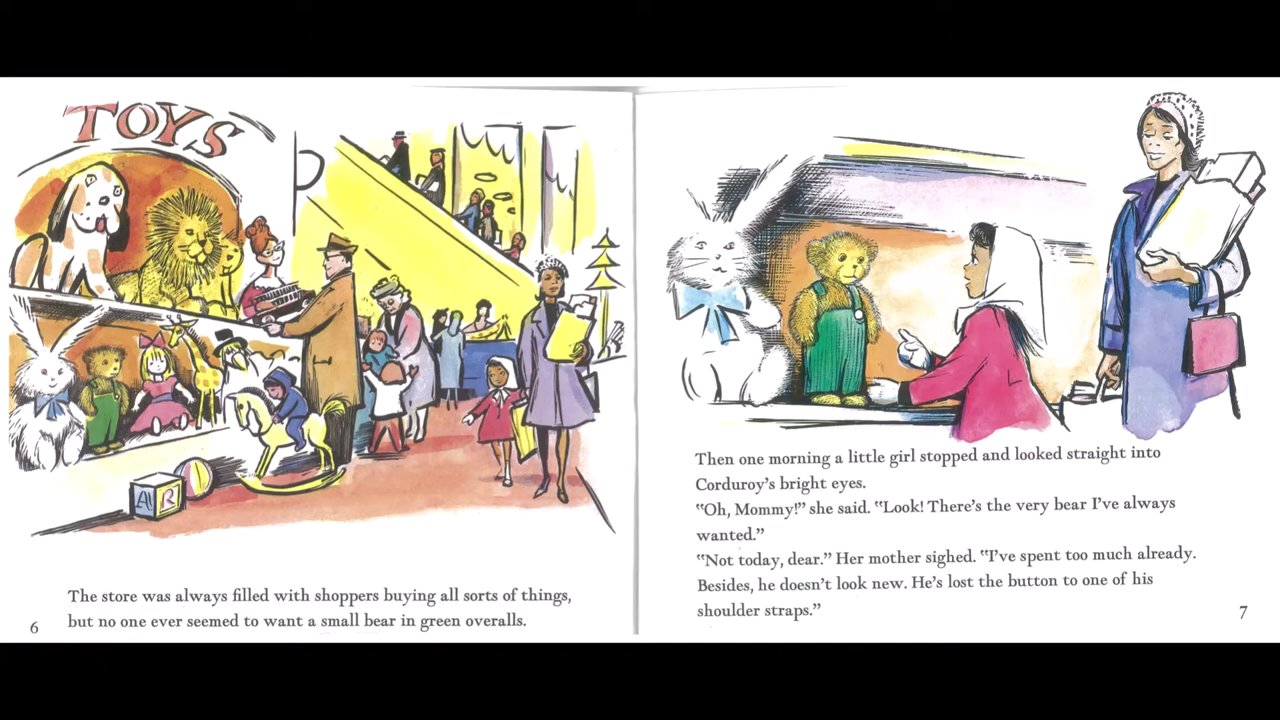 TOYS
A R
The store was always filled with shoppers buying all sorts of things,
but no one ever seemed to want a small bear in green overalls.
6
Then one morning a little girl stopped and looked straight into
Corduroy's bright eyes.
"Oh, Mommy!" she said. "Look! There's the very bear I've always
wanted."
"Not today, dear." Her mother sighed. "I've spent too much already.
Besides, he doesn't look new. He's lost the button to one of his
shoulder straps."
7